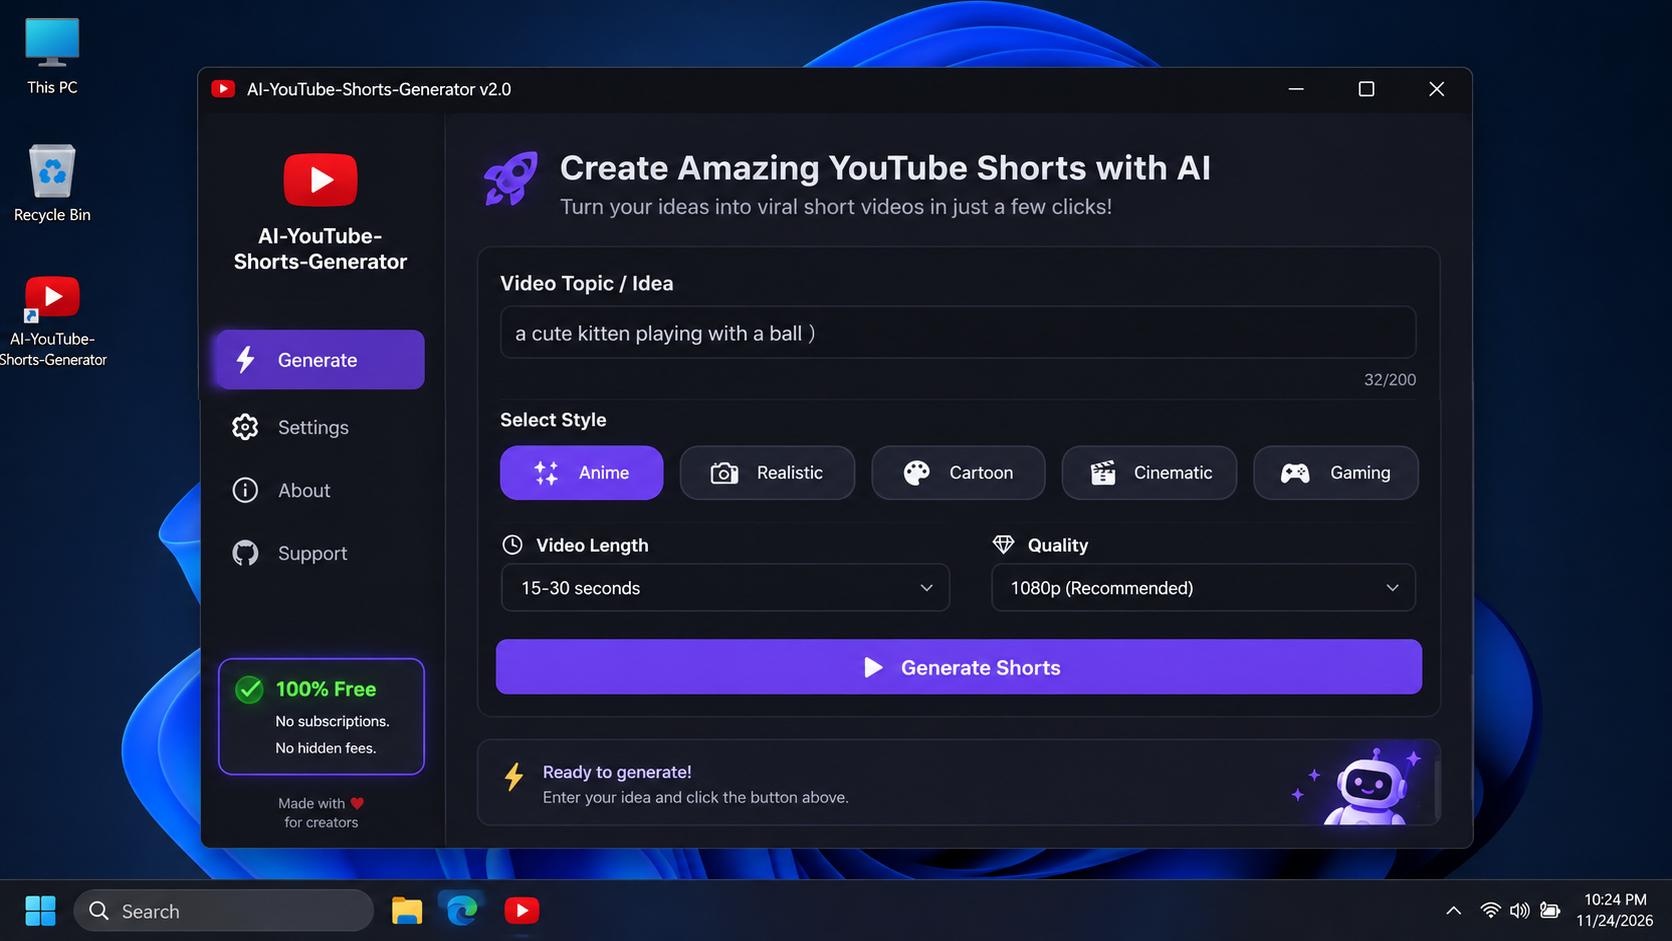 This PC
Recycle Bin
AI-YouTube-
Shorts-Generator
AI-YouTube-Shorts-Generator v2.0
AI-YouTube-
Shorts-Generator
Generate
Settings
About
Support
100% Free
No subscriptions.
No hidden fees.
Made with ❤
for creators
Create Amazing YouTube Shorts with AI
Turn your ideas into viral short videos in just a few clicks!
Video Topic / Idea
a cute kitten playing with a ball )
32/200
Select Style
Anime
Realistic
Cartoon
Cinematic
Gaming
Video Length
Quality
15-30 seconds
1080p (Recommended)
Generate Shorts
Ready to generate!
Enter your idea and click the button above.
Search
10:24 PM
11/24/2026